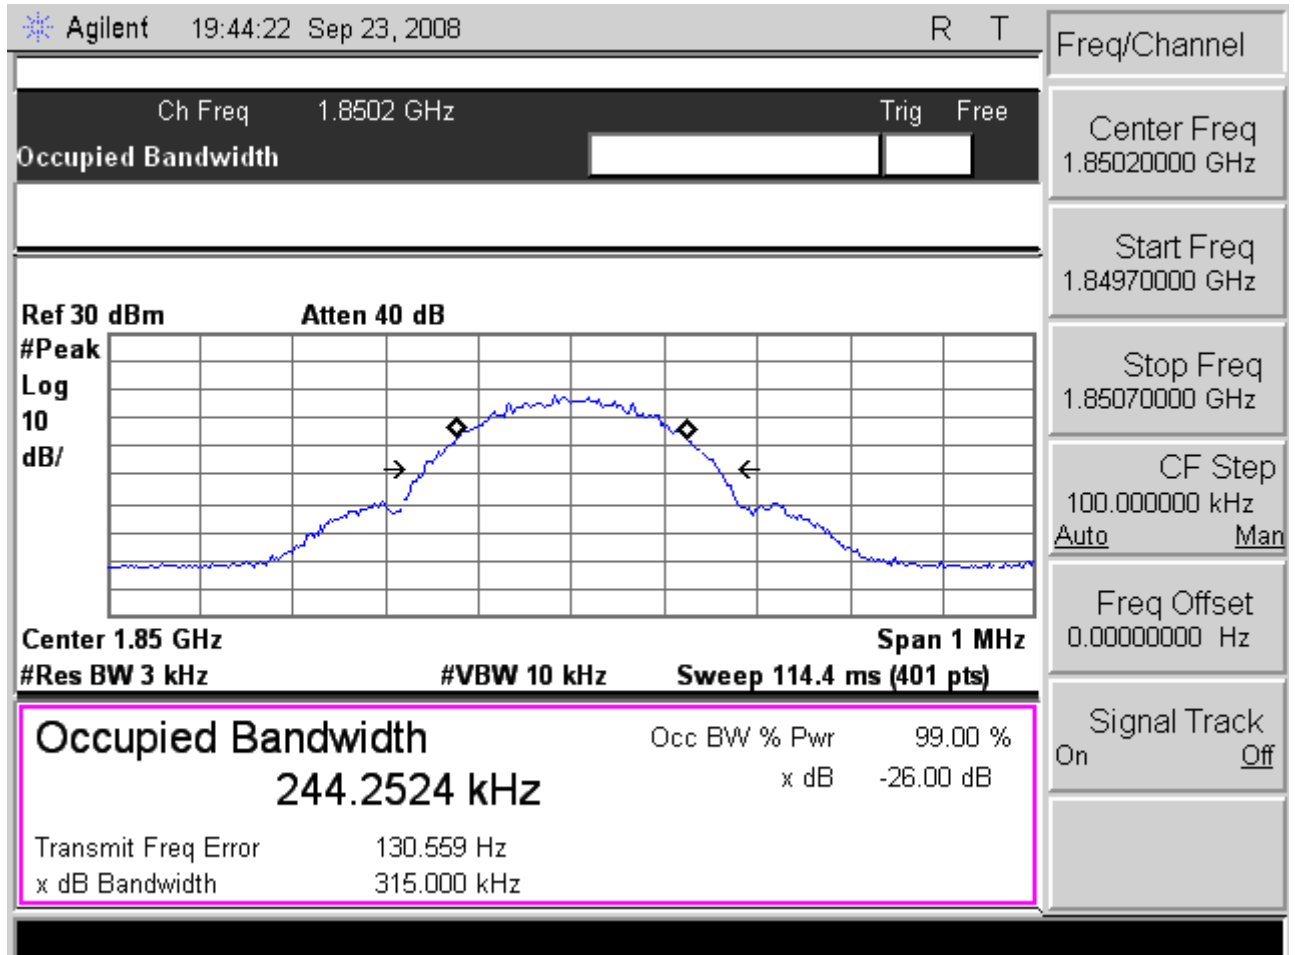 Agilent 19:44:22 Sep 23, 2008 R T
Freq/Channel
Ch Freq 1.8502 GHz Trig Free
Occupied Bandwidth
Center Freq
1.85020000 GHz
Start Freq
1.84970000 GHz
Stop Freq
1.85070000 GHz
CF Step
100.000000 kHz
Auto Man
Freq Offset
0.00000000 Hz
Signal Track
On Off
Ref 30 dBm Atten 40 dB
#Peak
Log
10
dB/
Center 1.85 GHz Span 1 MHz
#Res BW 3 kHz #VBW 10 kHz Sweep 114.4 ms (401 pts)
Occupied Bandwidth
244.2524 kHz
Occ BW % Pwr 99.00 %
x dB -26.00 dB
Transmit Freq Error 130.559 Hz
x dB Bandwidth 315.000 kHz